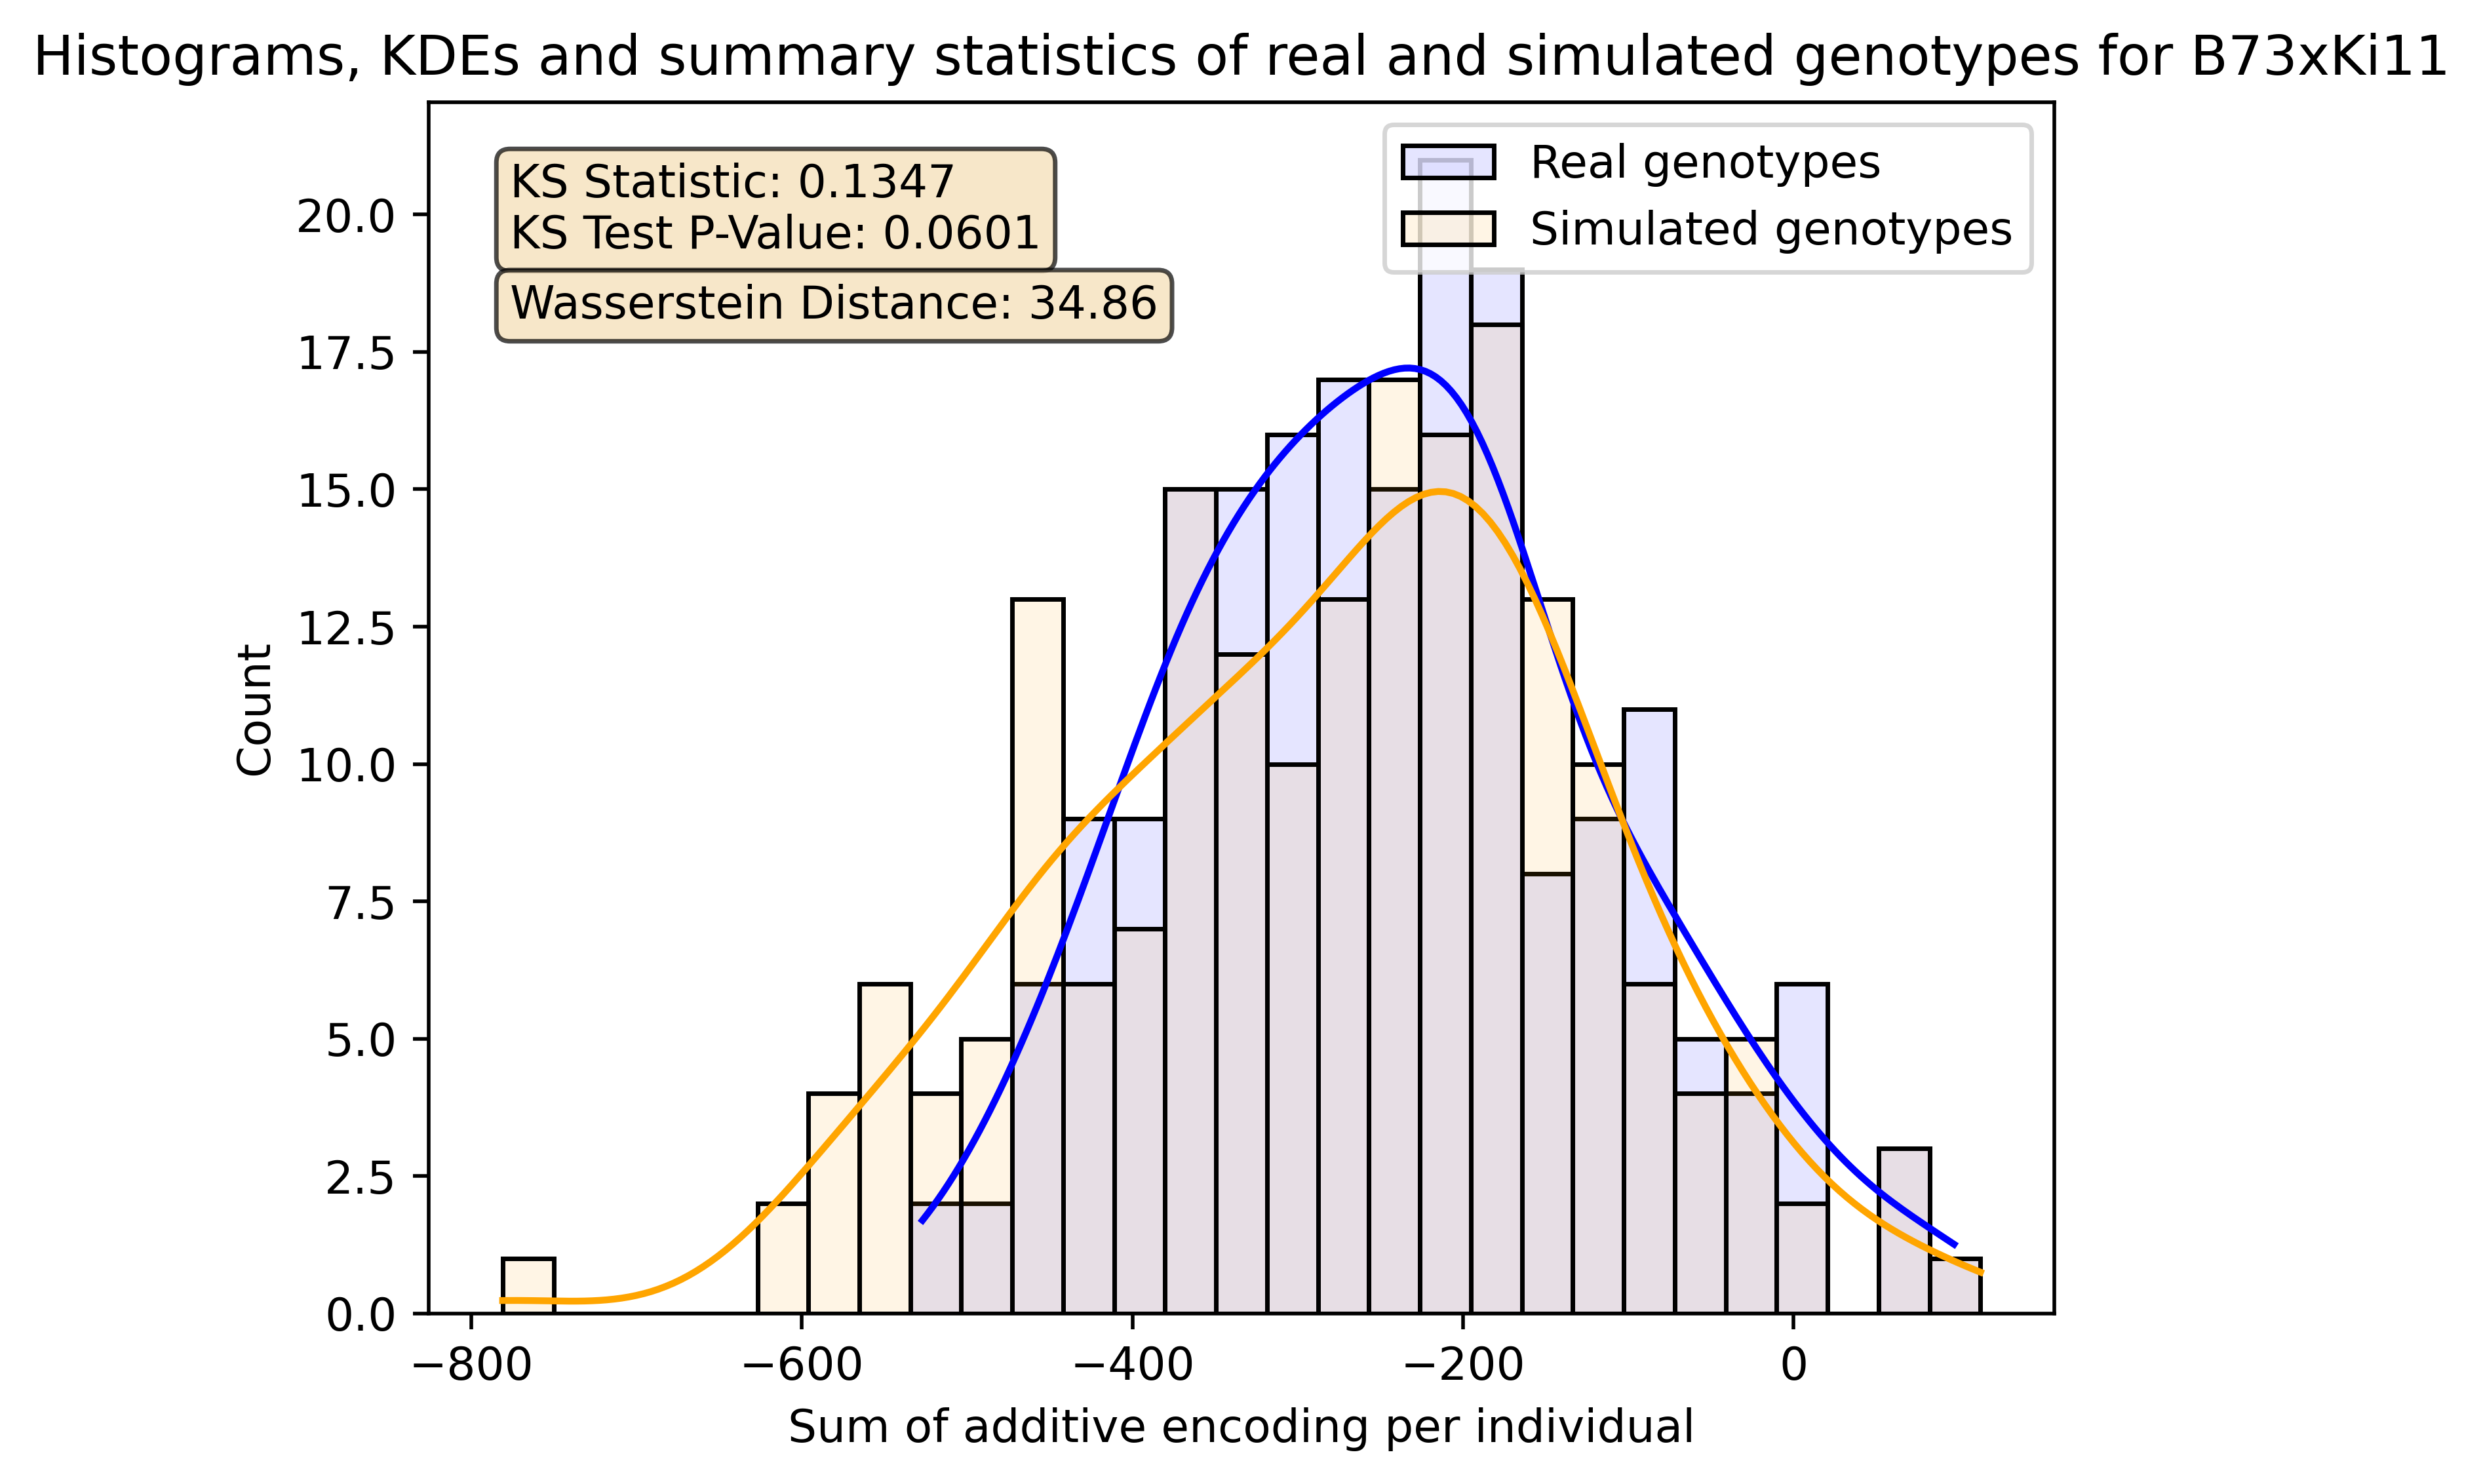 Histograms, KDEs and summary statistics of real and simulated genotypes for B73xKi11
KS Statistic: 0.1347
KS Test P-Value: 0.0601
Wasserstein Distance: 34.86
Real genotypes
Simulated genotypes
20.0
17.5
15.0
12.5
10.0
7.5
5.0
2.5
0.0
Count
−800
−600
−400
−200
0
Sum of additive encoding per individual